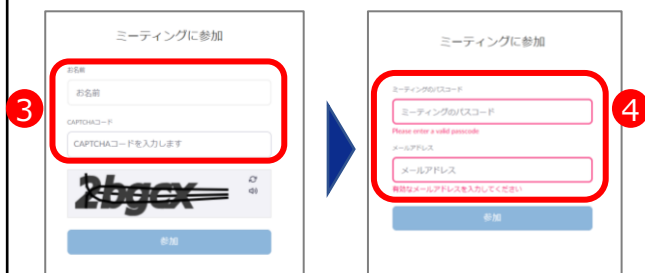 ミーティングに参加
お名前
お名前
CAPTCHAコード
CAPTCHAコードを入力します
2bgcx
参加
3
ミーティングに参加
ミーティングのパスコード
ミーティングのパスコード
Please enter a valid passcode
メールアドレス
メールアドレス
有効なメールアドレスを入力してください
参加
4